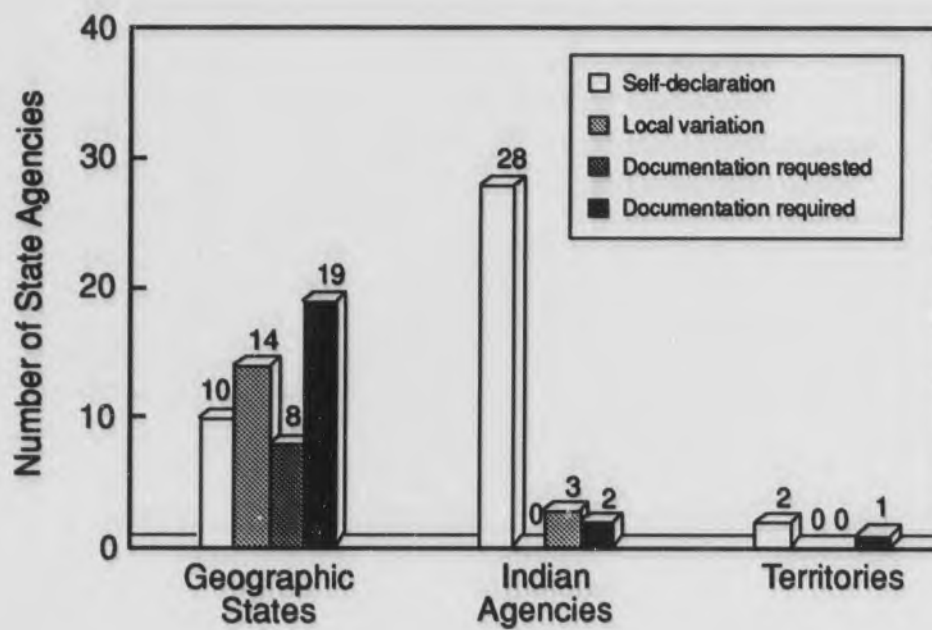 40
30
20
10
0
Number of State Agencies
Self-declaration
Local variation
Documentation requested
Documentation required
10
14
8
19
28
0
3
2
2
0
0
1
Geographic
States
Indian
Agencies
Territories